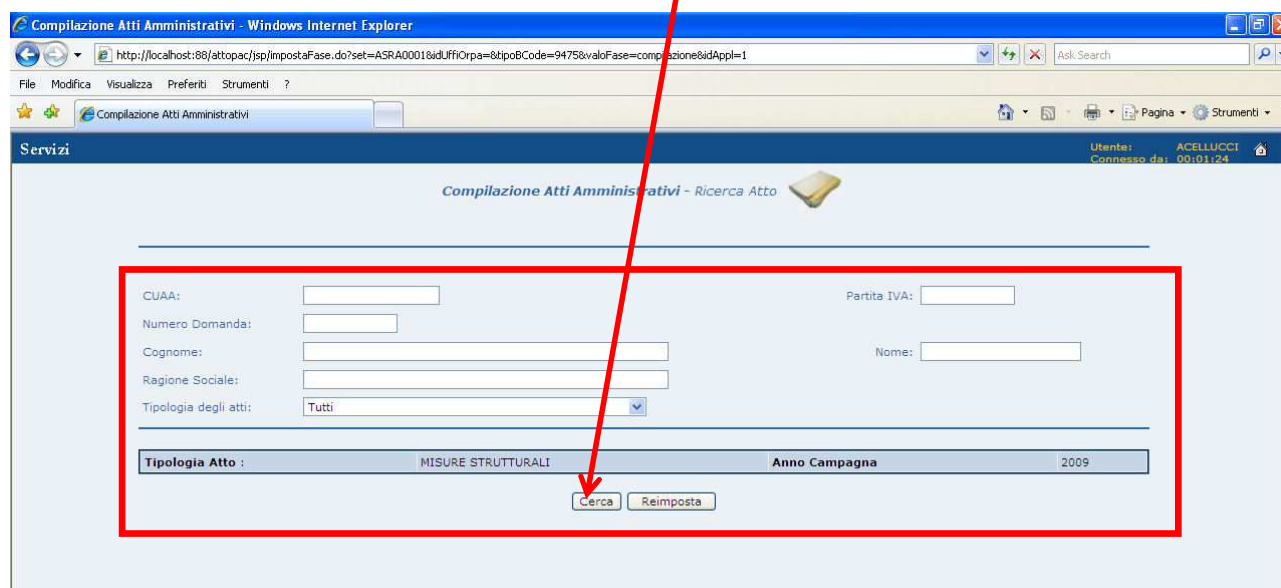 Compilazione Atti Amministrativi - Windows Internet Explorer
http://localhost:88/attopac/jsp/impostaFase.do?set=ASRA0001&idUffiOrpa=&tipoBCode=9475&valoFase=compilazione&idAppl=1
Ask Search
File Modifica Visualizza Preferiti Strumenti ?
Compilazione Atti Amministrativi
Pagina Strumenti
Servizi
Utente: ACELLUCCI
Connesso da: 00:01:24
Compilazione Atti Amministrativi - Ricerca Atto
CUAA: Partita IVA:
Numero Domanda:
Cognome: Nome:
Ragione Sociale:
Tipologia degli atti: Tutti
Tipologia Atto : MISURE STRUTTURALI Anno Campagna 2009
Cerca Reimposta